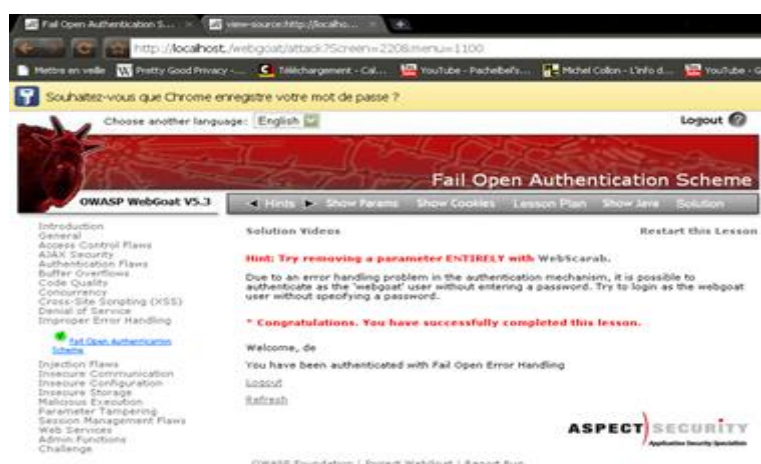 Fail Open Authentication S...
view-source:http://localho...
http://localhost./webgoat/attack?Screen=220&menu=1100
Mettre en veille
Pretty Good Privacy -...
Téléchargement - Cal...
YouTube - Pachelbel's...
Michel Collon - L'info d...
YouTube - G
Souhaitez-vous que Chrome enregistre votre mot de passe ?
Choose another language: English
Logout ?
Fail Open Authentication Scheme
OWASP WebGoat V5.3
Hints
Show Params
Show Cookies
Lesson Plan
Show Java
Solution
Introduction
General
Access Control Flaws
AJAX Security
Authentication Flaws
Buffer Overflows
Code Quality
Concurrency
Cross-Site Scripting (XSS)
Denial of Service
Improper Error Handling
Fail Open Authentication
Scheme
Injection Flaws
Insecure Communication
Insecure Configuration
Insecure Storage
Malicious Execution
Parameter Tampering
Session Management Flaws
Web Services
Admin Functions
Challenge
Solution Videos
Restart this Lesson
Hint: Try removing a parameter ENTIRELY with WebScarab.
Due to an error handling problem in the authentication mechanism, it is possible to
authenticate as the 'webgoat' user without entering a password. Try to login as the webgoat
user without specifying a password.
* Congratulations. You have successfully completed this lesson.
Welcome, de
You have been authenticated with Fail Open Error Handling
Logout
Refresh
ASPECT SECURITY
Application Security Specialists
OWASP Foundation | Project WebGoat | Report Bug